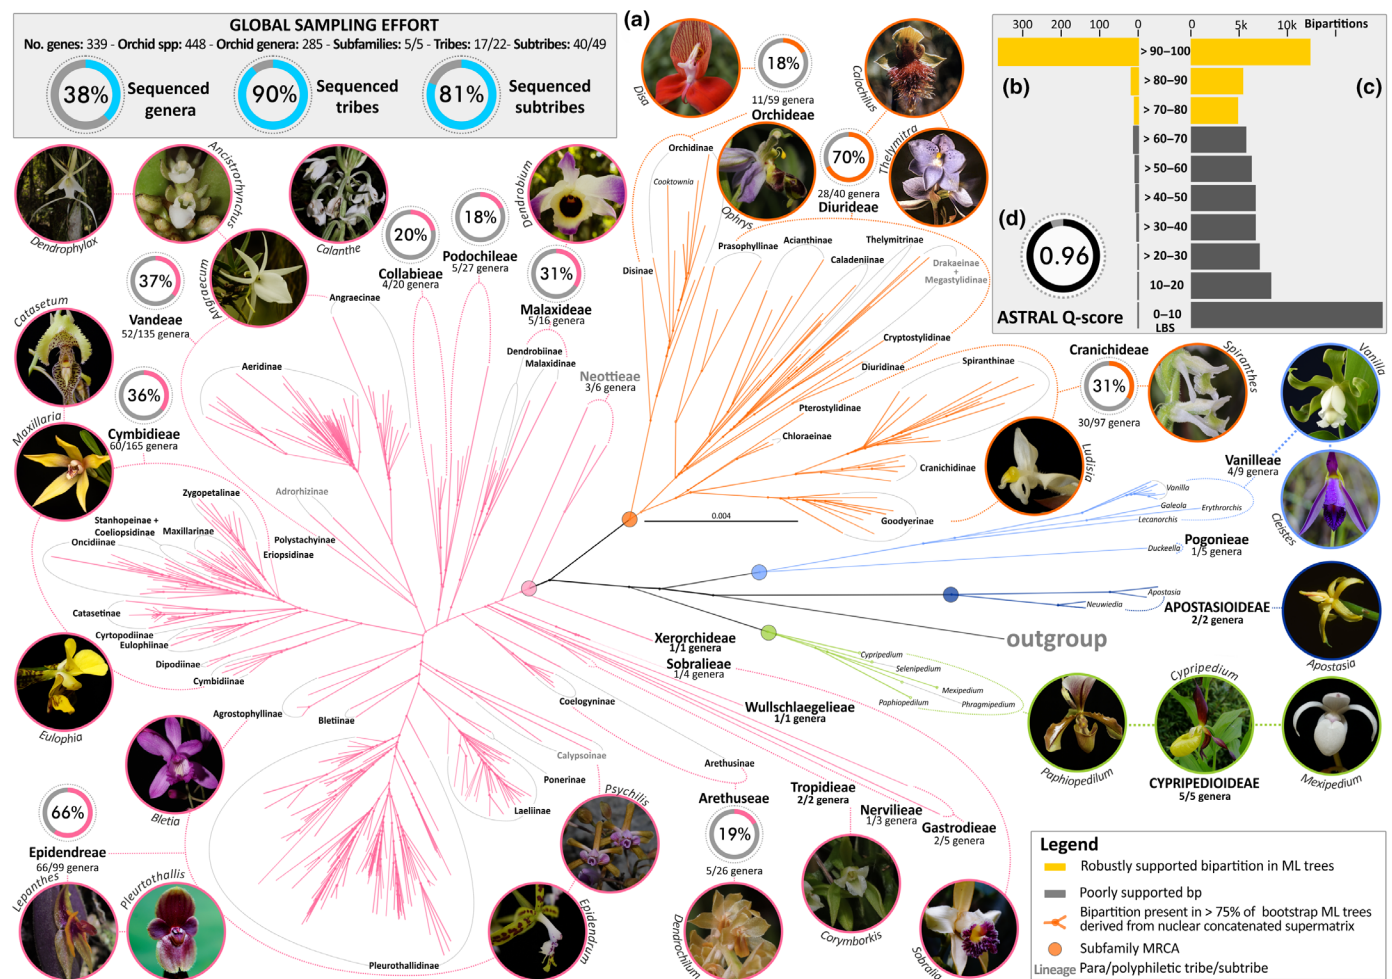 GLOBAL SAMPLING EFFORT
No. genes: 339 - Orchid spp: 448 - Orchid genera: 285 - Subfamilies: 5/5 - Tribes: 17/22- Subtribes: 40/49
38%
Sequenced
genera
90%
Sequenced
tribes
81%
Sequenced
subtribes
(a)
Disa
18%
11/59 genera
Orchideae
Calochilus
Orchidinae
Cooktownia
Ophrys
70%
28/40 genera
Diurideae
Thelymitra
Disinae
Prasophyllinae
Acianthinae
Thelymitrinae
Caladeniinae
Drakaeinae
+
Megastylidinae
Cryptostylidinae
Diuridinae
Spiranthinae
Pterostylidinae
Chloraeinae
Cranichidinae
Goodyerinae
Ludisia
Cranichideae
31%
30/97 genera
Spiranthes
300
200
100
0
0
5k
10k
Bipartitions
(b)
(c)
> 90–100
> 80–90
> 70–80
> 60–70
> 50–60
> 40–50
> 30–40
> 20–30
10–20
0–10
LBS
(d)
0.96
ASTRAL Q-score
Dendrophylax
Ancistrorhynchus
Calanthe
Dendrobium
Angraecum
37%
Vandeae
52/135 genera
20%
Collabieae
4/20 genera
18%
Podochileae
5/27 genera
31%
Malaxideae
5/16 genera
Dendrobiinae
Malaxidinae
Neottieae
3/6 genera
Angraecinae
Aeridinae
Catasetum
36%
Cymbidieae
60/165 genera
Maxillaria
Zygopetalinae
Adrorhizinae
Stanhopeinae +
Coeliopsidinae
Maxillarinae
Oncidiinae
Polystachyinae
Eriopsidinae
Catasetinae
Cyrtopodiinae
Eulophiinae
Dipodiinae
Cymbidiinae
Eulophia
0.004
Vanilla
Vanilleae
4/9 genera
Vanilla
Galeola
Erythrorchis
Lecanorchis
Cleistes
Duckeella
Pogonieae
1/5 genera
Apostasia
Neuwiedia
APOSTASIOIDEAE
2/2 genera
Apostasia
outgroup
Cypripedium
Selenipedium
Mexipedium
Paphiopedilum
Phragmipedium
Paphiopedilum
Cypripedium
CYPRIPEDIOIDEAE
5/5 genera
Mexipedium
Xerorchideae
1/1 genera
Sobralieae
1/4 genera
Wullschlaegelieae
1/1 genera
Tropidieae
2/2 genera
Nervilieae
1/3 genera
Gastrodieae
2/5 genera
Corymborkis
Sobralia
Agrostophyllinae
Bletiinae
Coelogyninae
Calypsoinae
Arethusinae
Ponerinae
Laeliinae
Psychilis
Arethuseae
19%
5/26 genera
Dendrochilum
Epidendrum
Bletia
66%
Epidendreae
66/99 genera
Lepanthes
Pleurtothallis
Pleurothallidinae
Legend
Robustly supported bipartition in ML trees
Poorly supported bp
Bipartition present in > 75% of bootstrap ML trees
derived from nuclear concatenated supermatrix
Subfamily MRCA
Lineage Para/polyphiletic tribe/subtribe